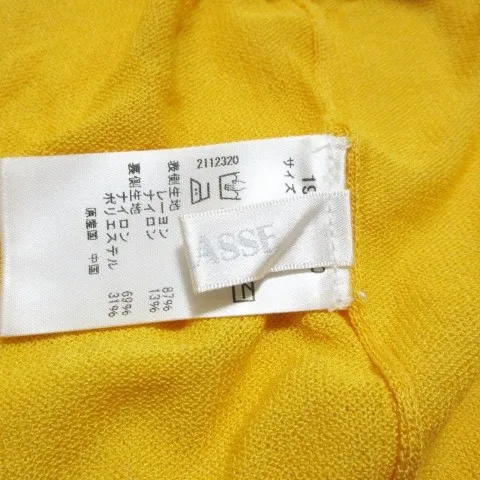 サイズ
2112320
表側生地
レーヨン 87%
ナイロン 13%
裏側生地
ナイロン 69%
ポリエステル 31%
原産国 中国
ASSE